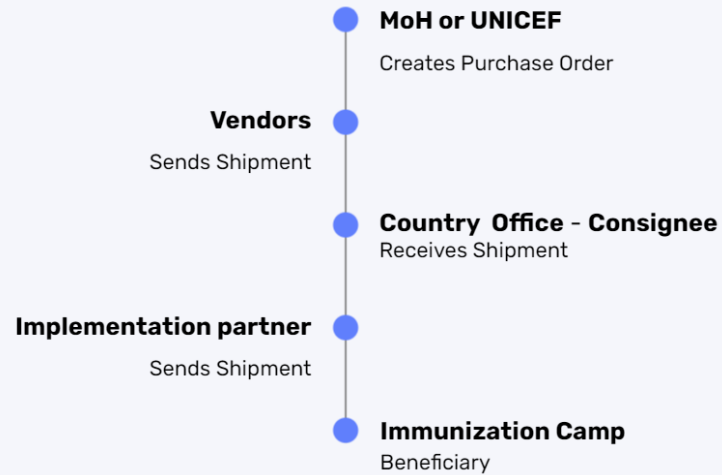 MoH or UNICEF
Creates Purchase Order
Vendors
Sends Shipment
Country Office - Consignee
Receives Shipment
Implementation partner
Sends Shipment
Immunization Camp
Beneficiary